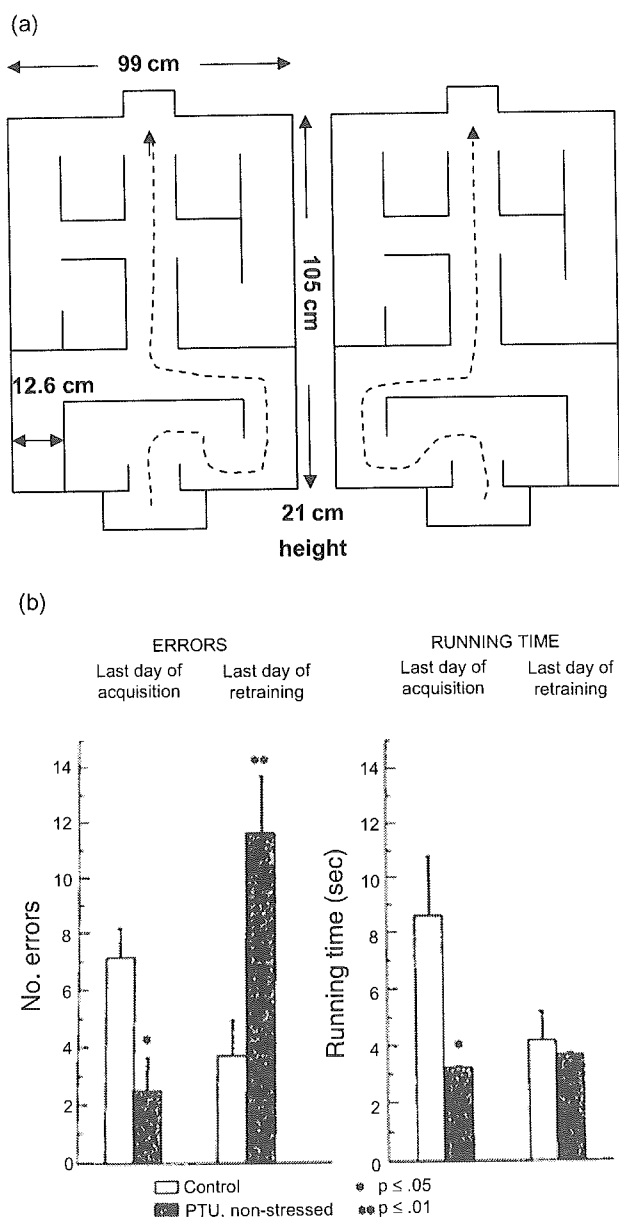 (a)
99 cm
105 cm
12.6 cm
21 cm
height
(b)
ERRORS
Last day of
acquisition
Last day of
retraining
RUNNING TIME
Last day of
acquisition
Last day of
retraining
No. errors
14
12
10
8
6
4
2
0
Running time (sec)
14
12
10
8
6
4
2
0
Control
PTU, non-stressed
p ≤ .05
p ≤ .01